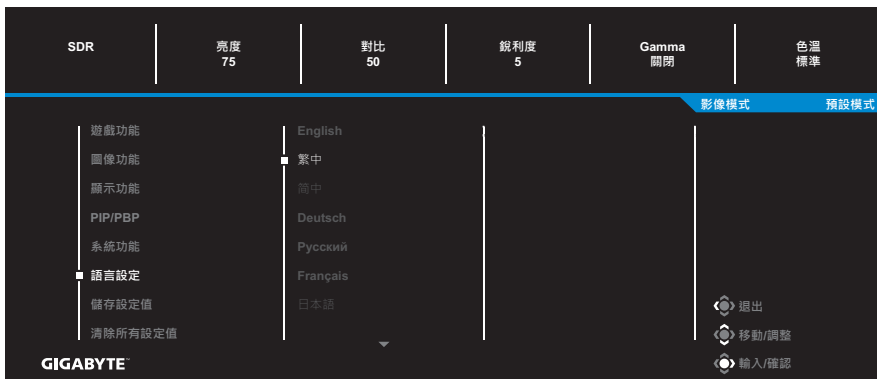 SDR
亮度
75
對比
50
銳利度
5
Gamma
關閉
色溫
標準
影像模式
預設模式
遊戲功能
圖像功能
顯示功能
PIP/PBP
系統功能
語言設定
儲存設定值
清除所有設定值
English
繁中
简中
Deutsch
Русский
Français
日本語
退出
移動/調整
輸入/確認
GIGABYTE™